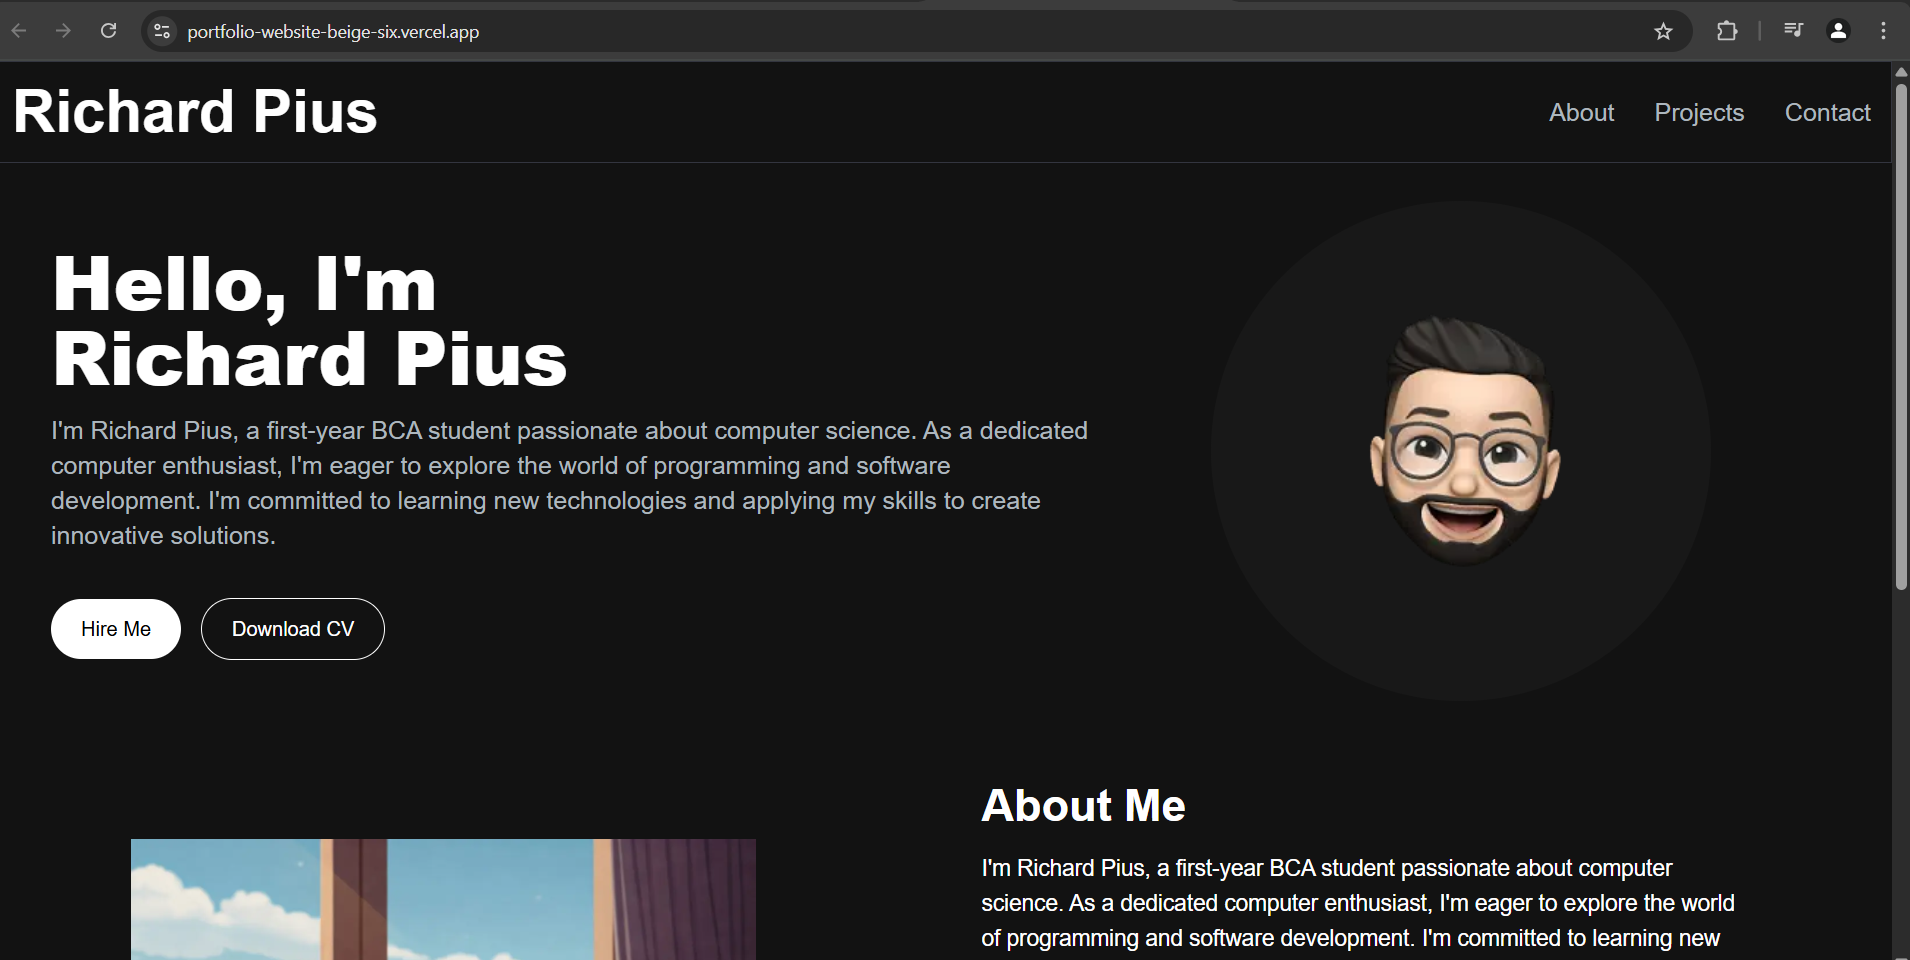 portfolio-website-beige-six.vercel.app
Richard Pius
About Projects Contact
Hello, I'm
Richard Pius
I'm Richard Pius, a first-year BCA student passionate about computer science. As a dedicated
computer enthusiast, I'm eager to explore the world of programming and software
development. I'm committed to learning new technologies and applying my skills to create
innovative solutions.
Hire Me
Download CV
About Me
I'm Richard Pius, a first-year BCA student passionate about computer
science. As a dedicated computer enthusiast, I'm eager to explore the world
of programming and software development. I'm committed to learning new